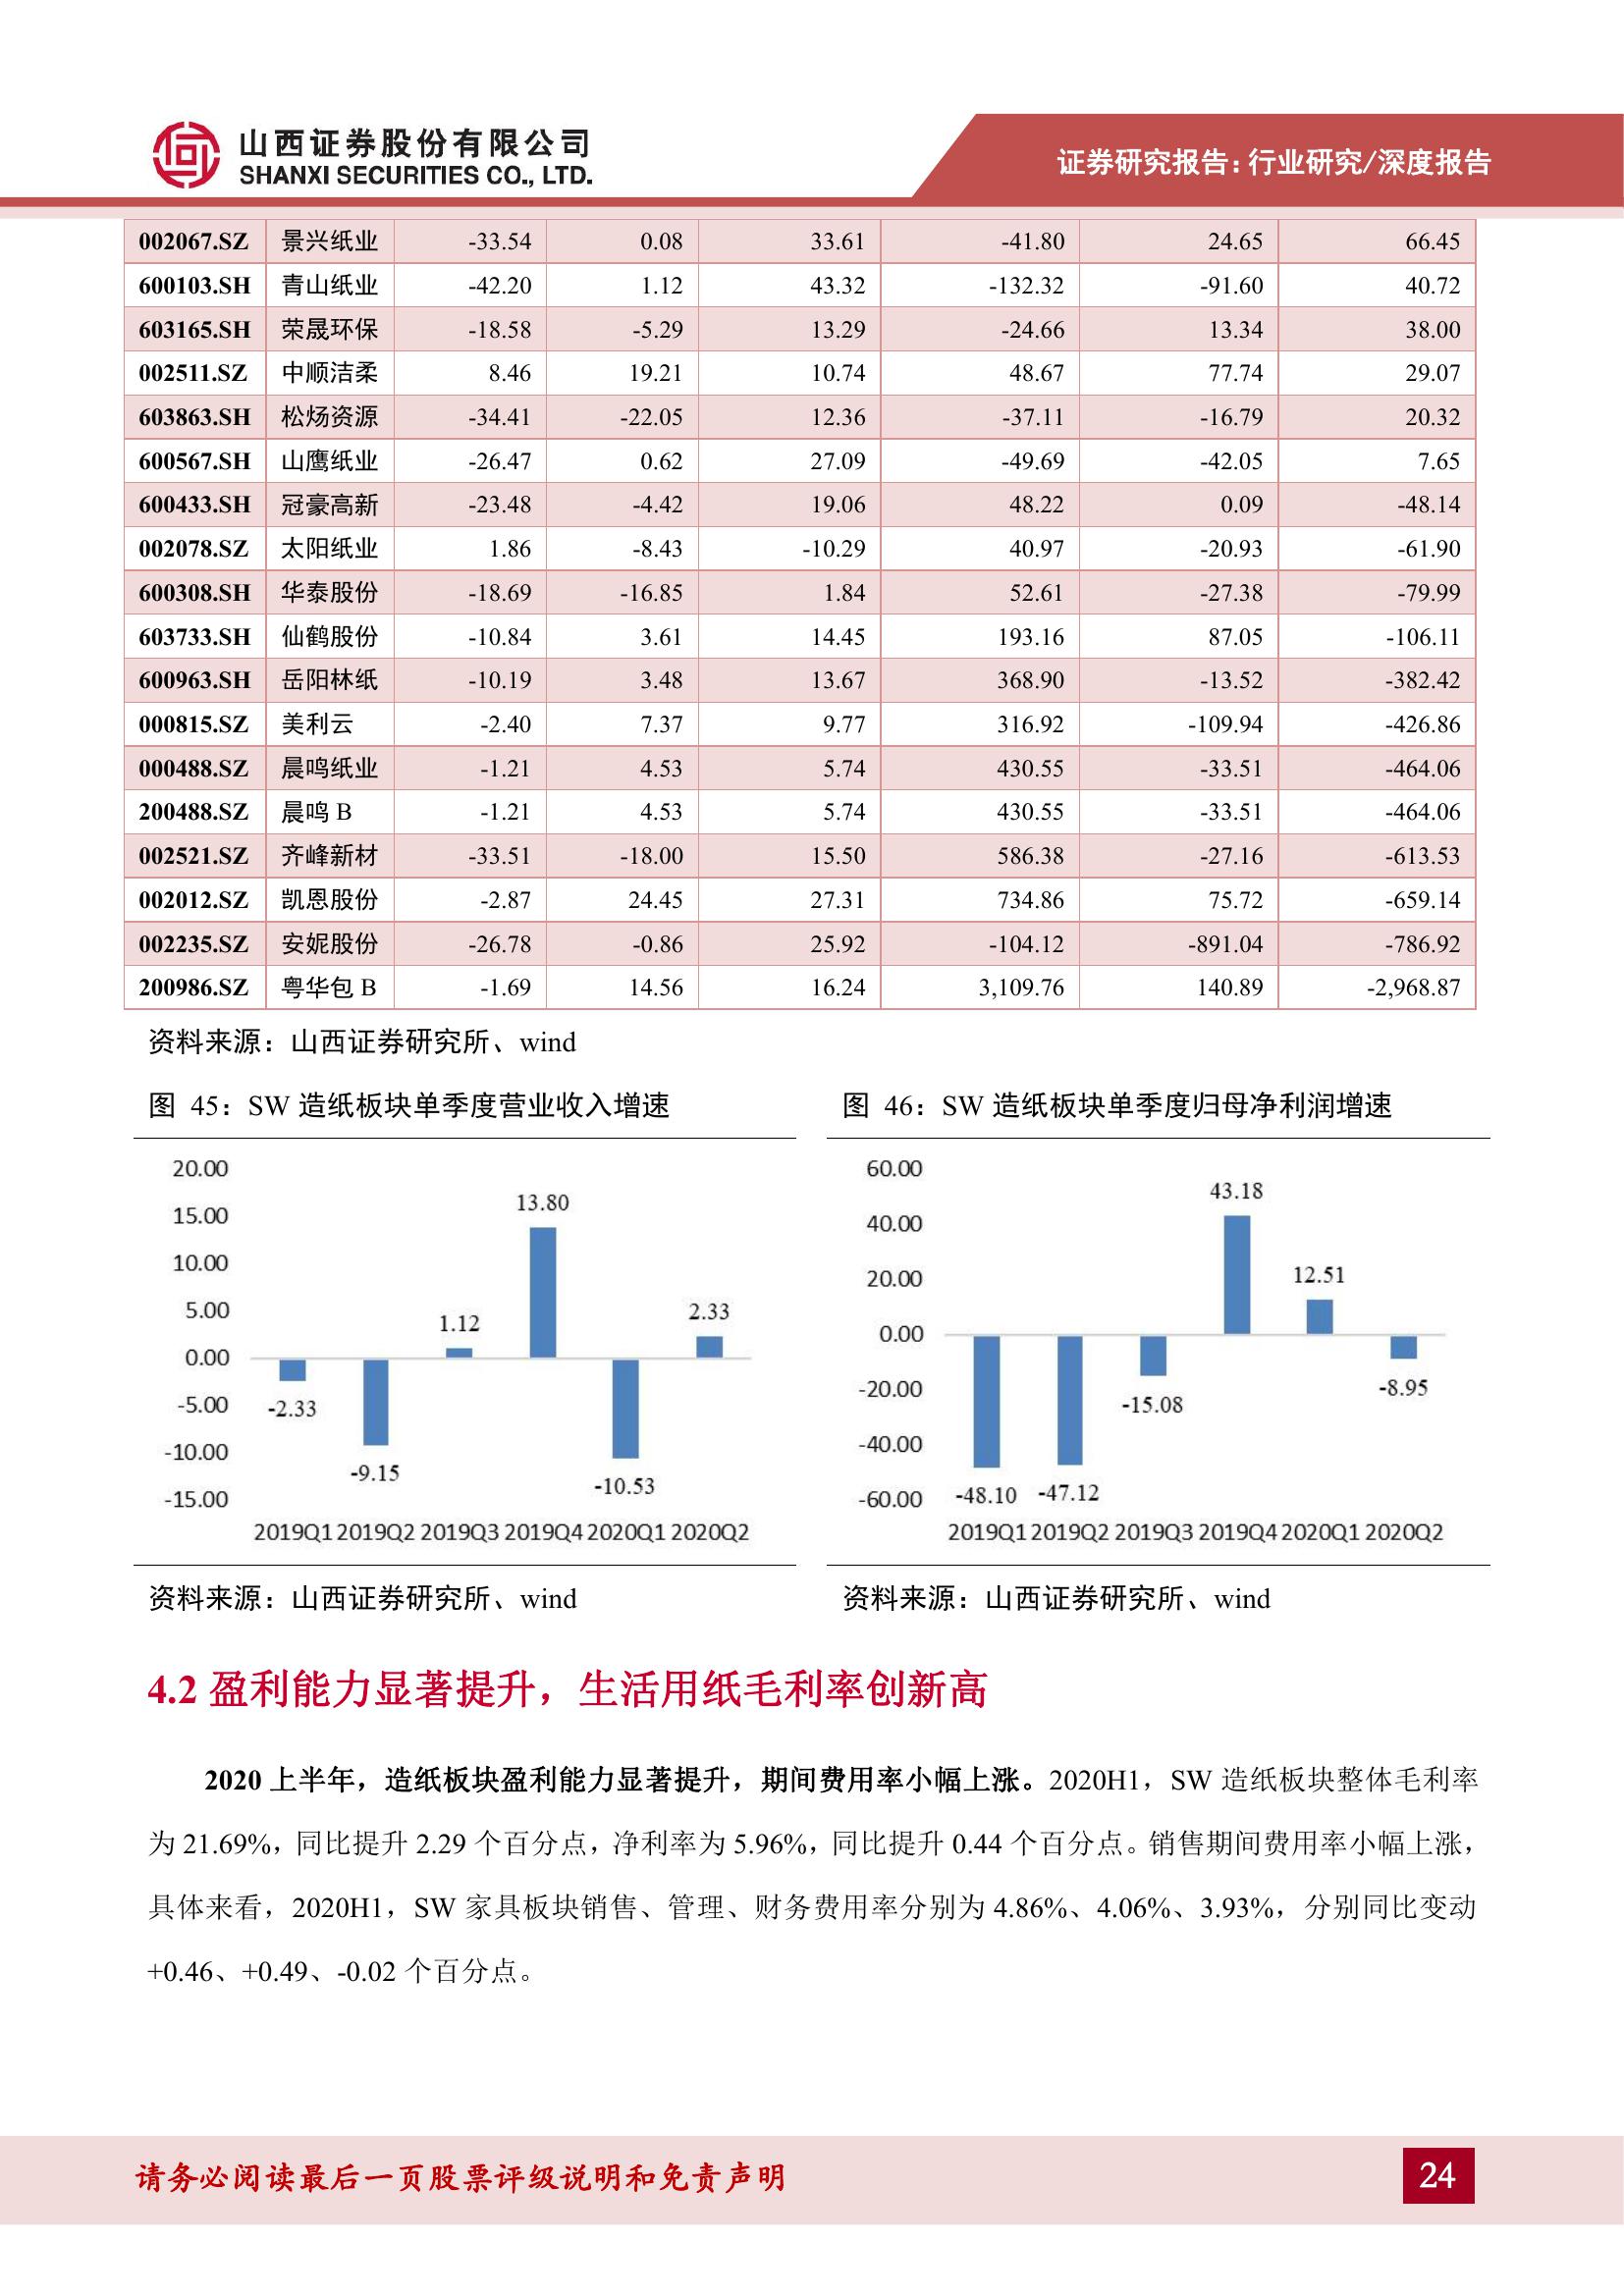 山西证券股份有限公司
SHANXI SECURITIES CO., LTD.
证券研究报告：行业研究/深度报告
002067.SZ 景兴纸业 -33.54 0.08 33.61 -41.80 24.65 66.45
600103.SH 青山纸业 -42.20 1.12 43.32 -132.32 -91.60 40.72
603165.SH 荣晟环保 -18.58 -5.29 13.29 -24.66 13.34 38.00
002511.SZ 中顺洁柔 8.46 19.21 10.74 48.67 77.74 29.07
603863.SH 松炀资源 -34.41 -22.05 12.36 -37.11 -16.79 20.32
600567.SH 山鹰纸业 -26.47 0.62 27.09 -49.69 -42.05 7.65
600433.SH 冠豪高新 -23.48 -4.42 19.06 48.22 0.09 -48.14
002078.SZ 太阳纸业 1.86 -8.43 -10.29 40.97 -20.93 -61.90
600308.SH 华泰股份 -18.69 -16.85 1.84 52.61 -27.38 -79.99
603733.SH 仙鹤股份 -10.84 3.61 14.45 193.16 87.05 -106.11
600963.SH 岳阳林纸 -10.19 3.48 13.67 368.90 -13.52 -382.42
000815.SZ 美利云 -2.40 7.37 9.77 316.92 -109.94 -426.86
000488.SZ 晨鸣纸业 -1.21 4.53 5.74 430.55 -33.51 -464.06
200488.SZ 晨鸣 B -1.21 4.53 5.74 430.55 -33.51 -464.06
002521.SZ 齐峰新材 -33.51 -18.00 15.50 586.38 -27.16 -613.53
002012.SZ 凯恩股份 -2.87 24.45 27.31 734.86 75.72 -659.14
002235.SZ 安妮股份 -26.78 -0.86 25.92 -104.12 -891.04 -786.92
200986.SZ 粤华包 B -1.69 14.56 16.24 3,109.76 140.89 -2,968.87
资料来源：山西证券研究所、wind
图 45：SW 造纸板块单季度营业收入增速
20.00
15.00
10.00
5.00
0.00
-5.00
-10.00
-15.00
-2.33
-9.15
1.12
13.80
-10.53
2.33
2019Q1 2019Q2 2019Q3 2019Q4 2020Q1 2020Q2
资料来源：山西证券研究所、wind
图 46：SW 造纸板块单季度归母净利润增速
60.00
40.00
20.00
0.00
-20.00
-40.00
-60.00
-48.10
-47.12
-15.08
43.18
12.51
-8.95
2019Q1 2019Q2 2019Q3 2019Q4 2020Q1 2020Q2
资料来源：山西证券研究所、wind
4.2 盈利能力显著提升，生活用纸毛利率创新高
2020 上半年，造纸板块盈利能力显著提升，期间费用率小幅上涨。2020H1，SW 造纸板块整体毛利率
为 21.69%，同比提升 2.29 个百分点，净利率为 5.96%，同比提升 0.44 个百分点。销售期间费用率小幅上涨，
具体来看，2020H1，SW 家具板块销售、管理、财务费用率分别为 4.86%、4.06%、3.93%，分别同比变动
+0.46、+0.49、-0.02 个百分点。
请务必阅读最后一页股票评级说明和免责声明
24